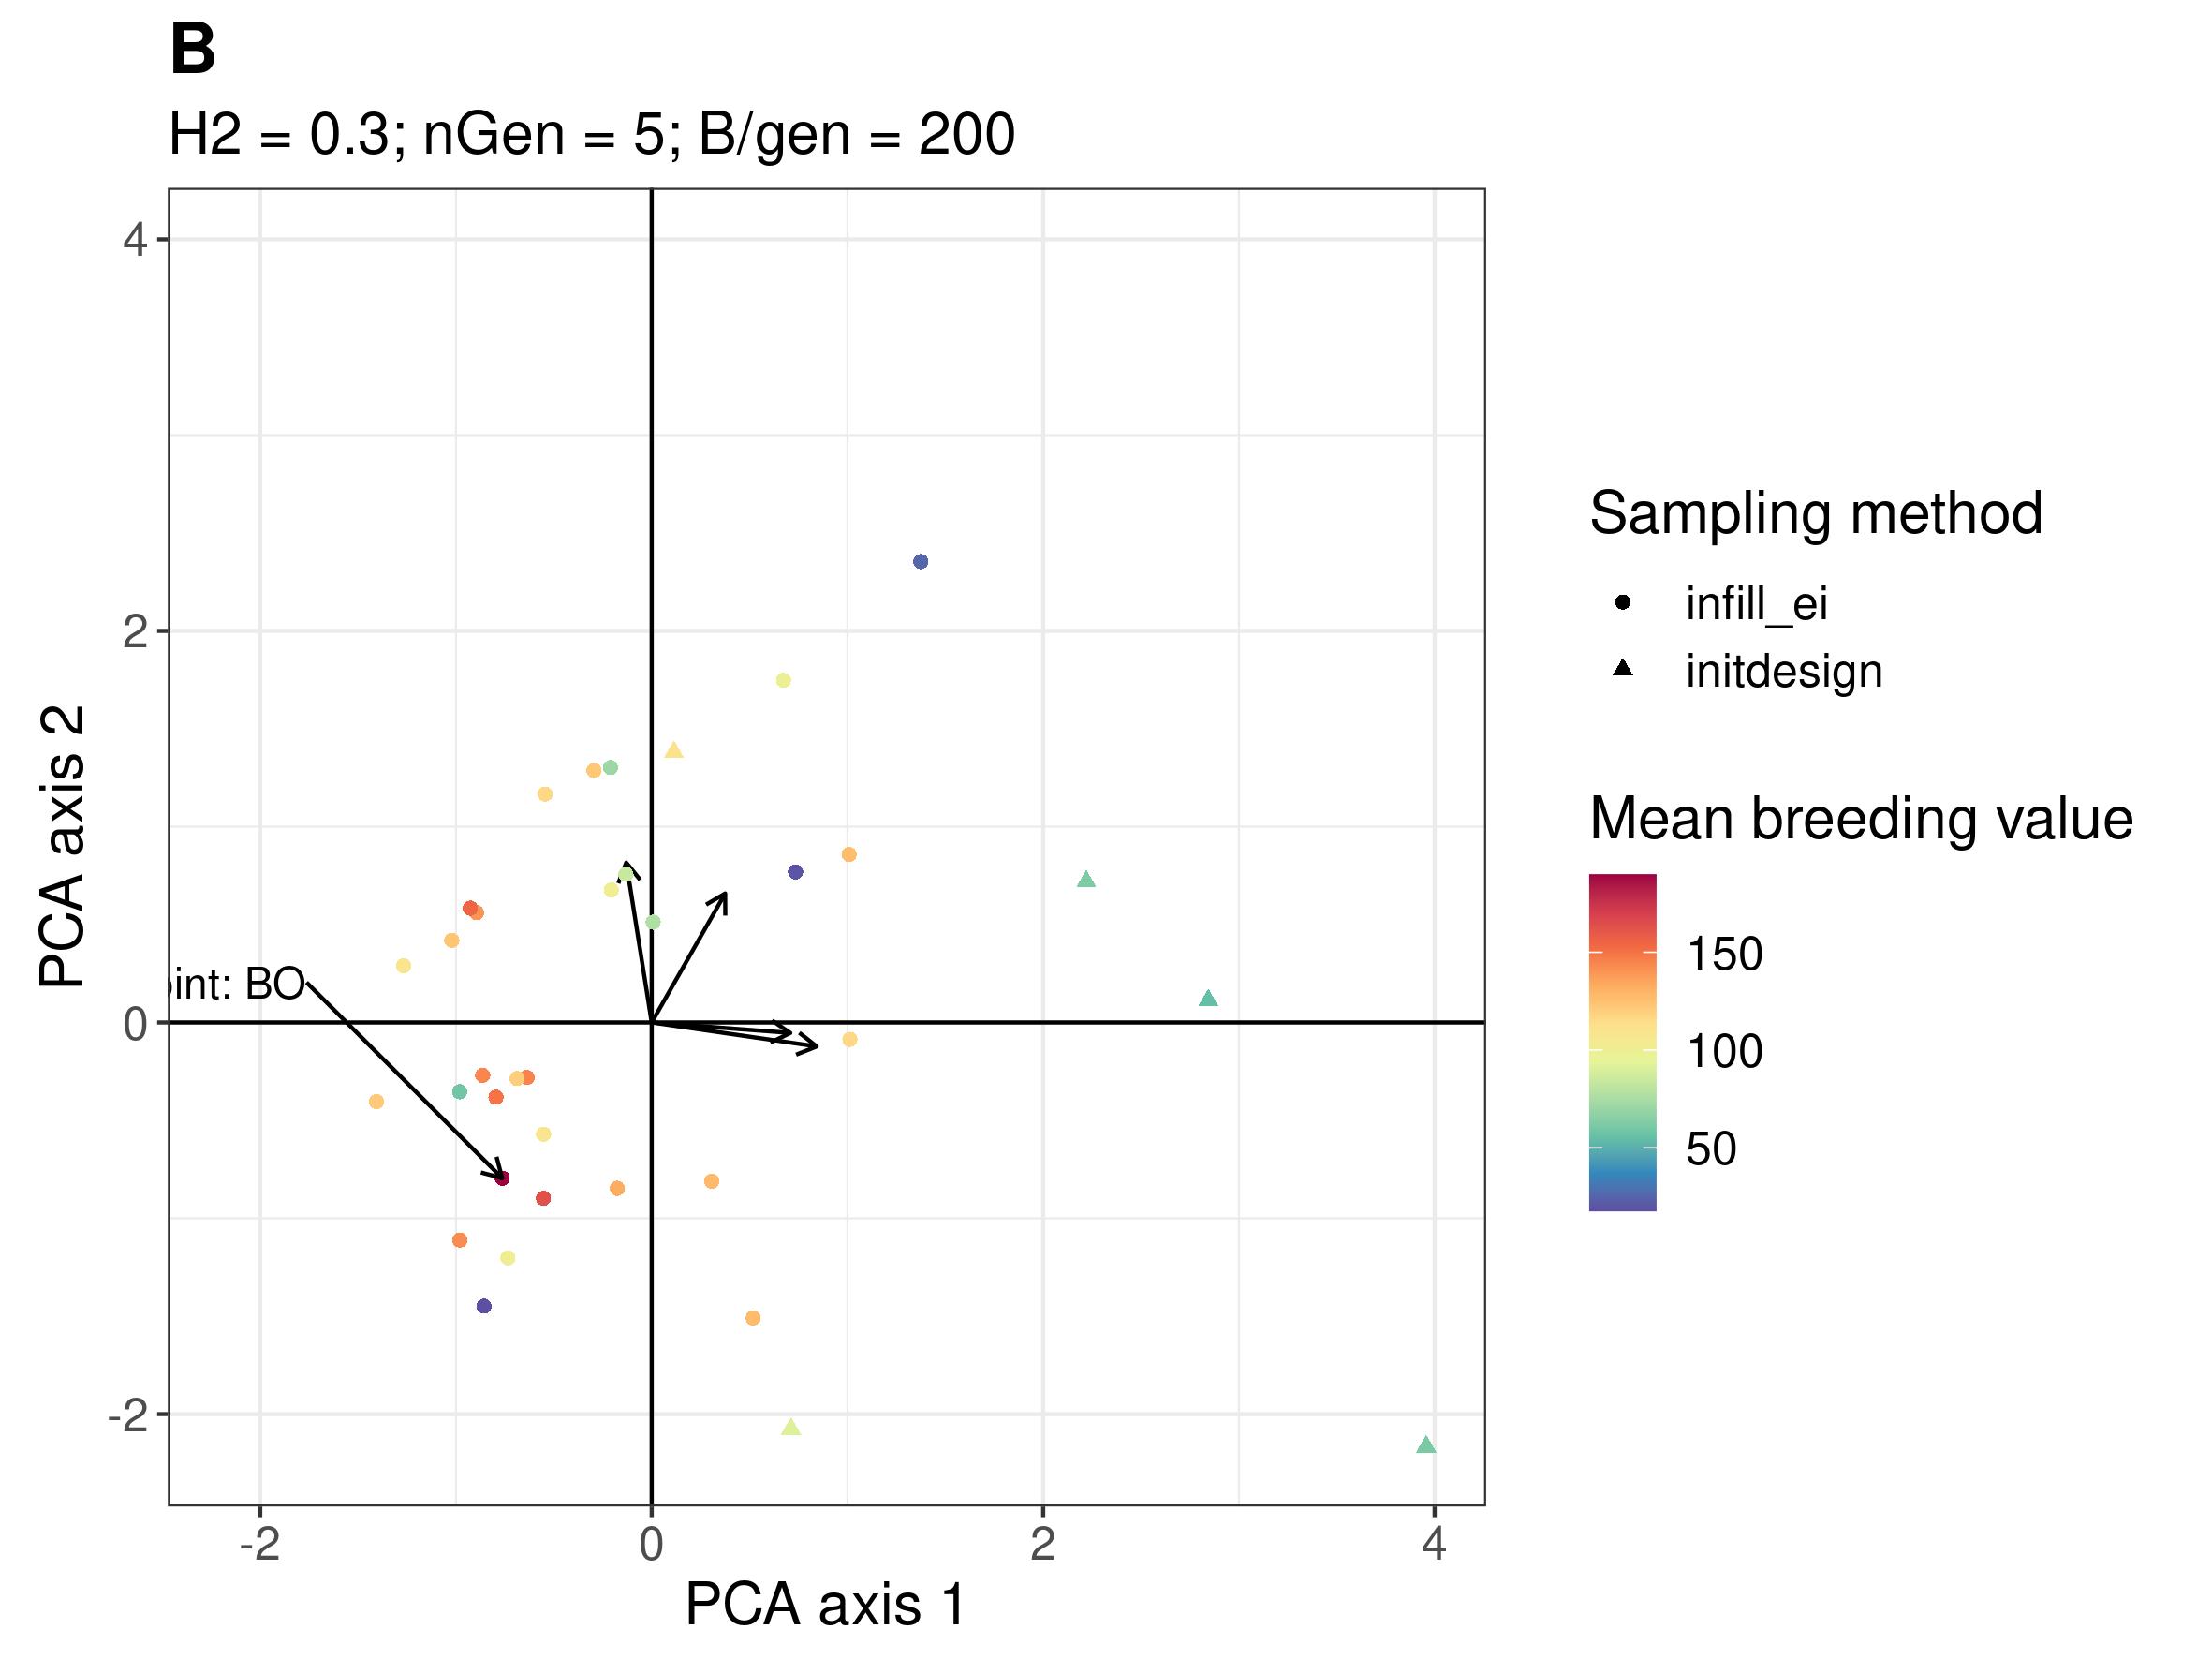 B
H2 = 0.3; nGen = 5; B/gen = 200
4
2
0
-2
PCA axis 2
int: BO
-2
0
2
4
PCA axis 1
Sampling method
infill_ei
initdesign
Mean breeding value
150
100
50